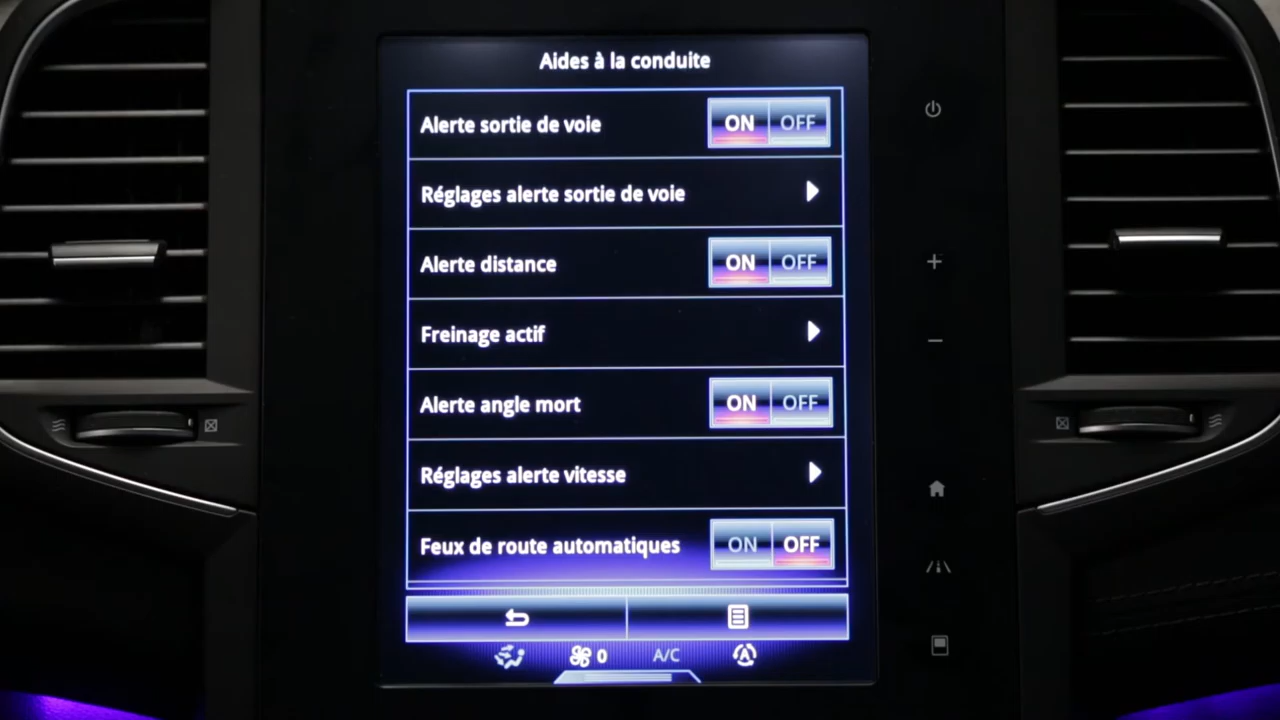 Aides à la conduite
Alerte sortie de voie ON OFF
Réglages alerte sortie de voie
Alerte distance ON OFF
Freinage actif
Alerte angle mort ON OFF
Réglages alerte vitesse
Feux de route automatiques ON OFF
0 A/C A